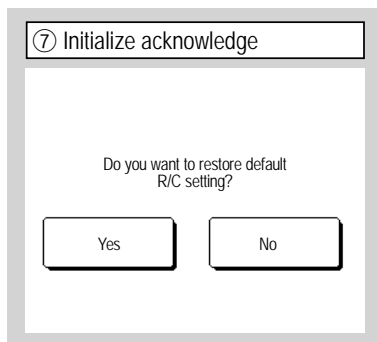 ⑦ Initialize acknowledge
Do you want to restore default
R/C setting?
Yes
No